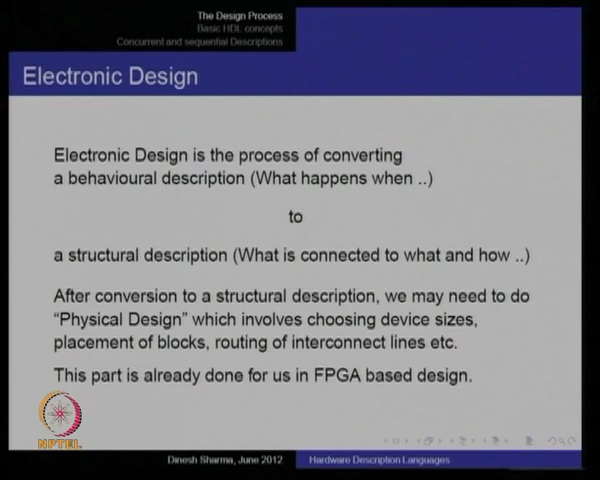 The Design Process
Basic HDL concepts
Concurrent and sequential Descriptions
Electronic Design
Electronic Design is the process of converting
a behavioural description (What happens when ..)
to
a structural description (What is connected to what and how ..)
After conversion to a structural description, we may need to do
“Physical Design” which involves choosing device sizes,
placement of blocks, routing of interconnect lines etc.
This part is already done for us in FPGA based design.
NPTEL
Dinesh Sharma, June 2012
Hardware Description Languages